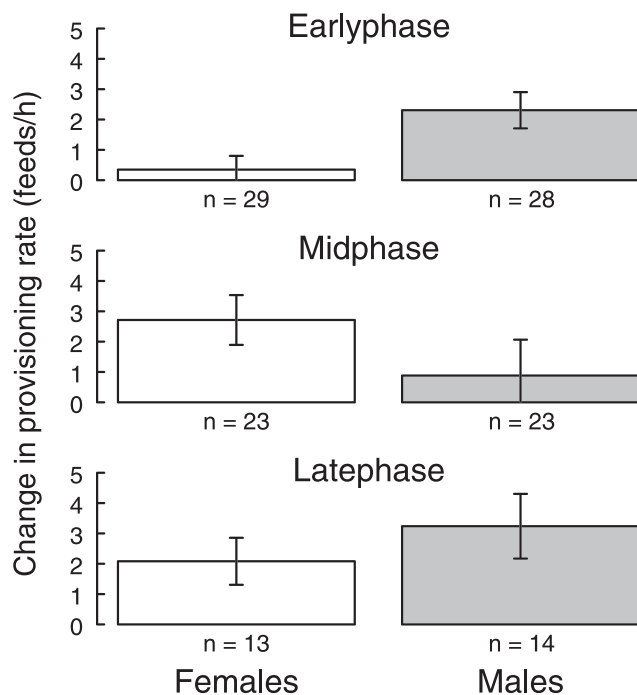 Change in provisioning rate (feeds/h)
Earlyphase
5
4
3
2
1
0
n = 29
n = 28
Midphase
5
4
3
2
1
0
n = 23
n = 23
Latephase
5
4
3
2
1
0
n = 13
n = 14
Females
Males